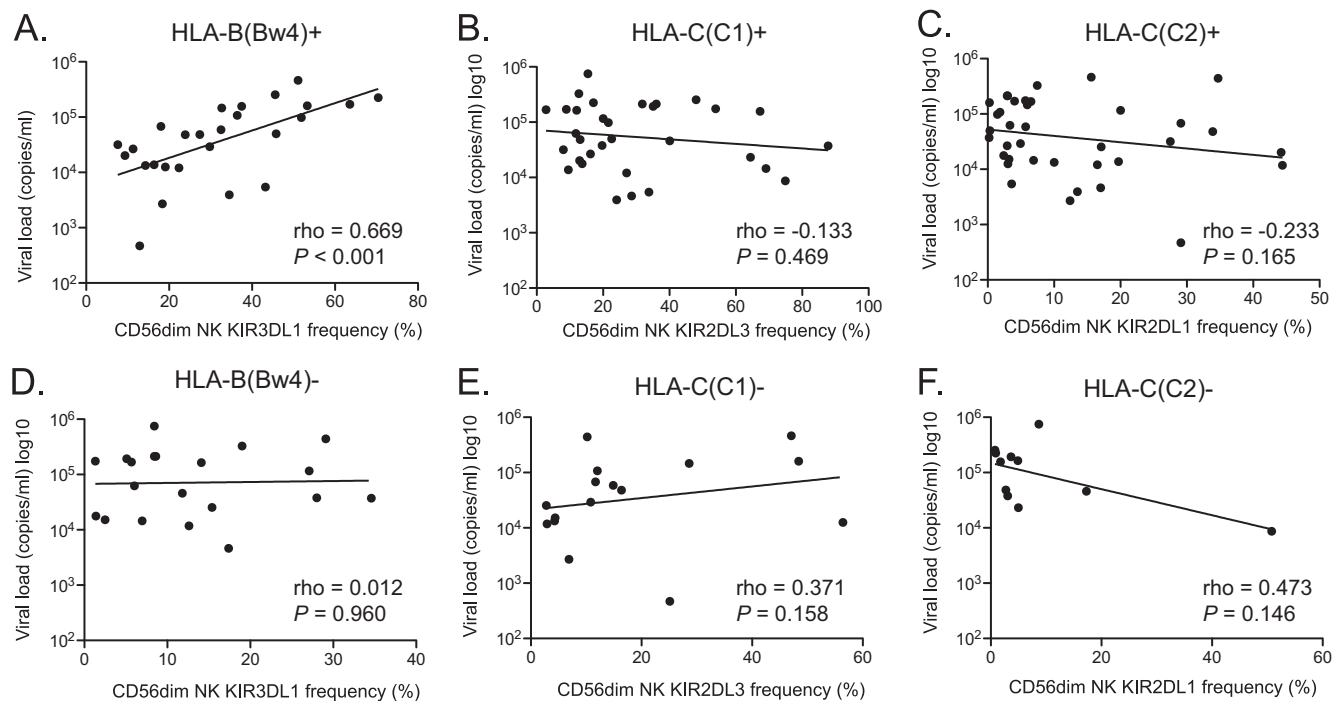 A.
HLA-B(Bw4)+
Viral load (copies/ml)
10^6
10^5
10^4
10^3
10^2
0 20 40 60 80
rho = 0.669
P < 0.001
CD56dim NK KIR3DL1 frequency (%)
B.
HLA-C(C1)+
Viral load (copies/ml) log10
10^6
10^5
10^4
10^3
10^2
0 20 40 60 80 100
rho = -0.133
P = 0.469
CD56dim NK KIR2DL3 frequency (%)
C.
HLA-C(C2)+
Viral load (copies/ml) log10
10^6
10^5
10^4
10^3
10^2
0 10 20 30 40 50
rho = -0.233
P = 0.165
CD56dim NK KIR2DL1 frequency (%)
D.
HLA-B(Bw4)-
Viral load (copies/ml) log10
10^6
10^5
10^4
10^3
10^2
0 10 20 30 40
rho = 0.012
P = 0.960
CD56dim NK KIR3DL1 frequency (%)
E.
HLA-C(C1)-
Viral load (copies/ml) log10
10^6
10^5
10^4
10^3
10^2
0 20 40 60
rho = 0.371
P = 0.158
CD56dim NK KIR2DL3 frequency (%)
F.
HLA-C(C2)-
Viral load (copies/ml) log10
10^6
10^5
10^4
10^3
10^2
0 20 40 60
rho = 0.473
P = 0.146
CD56dim NK KIR2DL1 frequency (%)